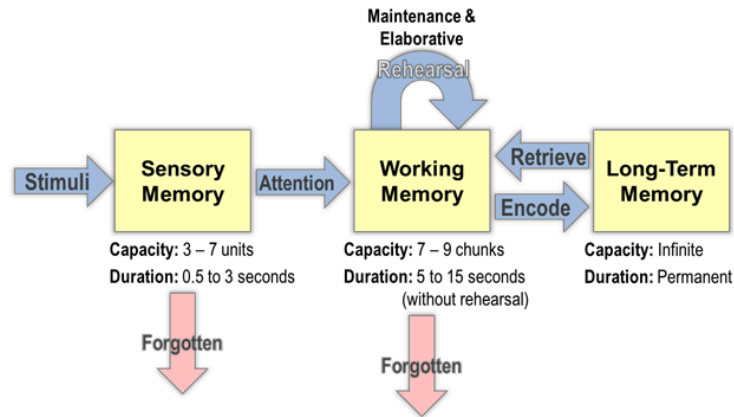 Maintenance &
Elaborative
Rehearsal
Stimuli
Sensory
Memory
Attention
Working
Memory
Retrieve
Encode
Long-Term
Memory
Capacity: 3 – 7 units
Duration: 0.5 to 3 seconds
Capacity: 7 – 9 chunks
Duration: 5 to 15 seconds
(without rehearsal)
Capacity: Infinite
Duration: Permanent
Forgotten
Forgotten